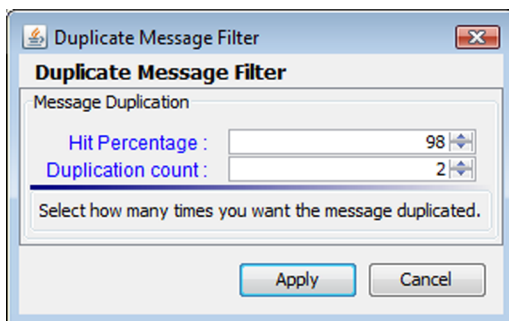 Duplicate Message Filter
Duplicate Message Filter
Message Duplication
Hit Percentage : 98
Duplication count : 2
Select how many times you want the message duplicated.
Apply Cancel